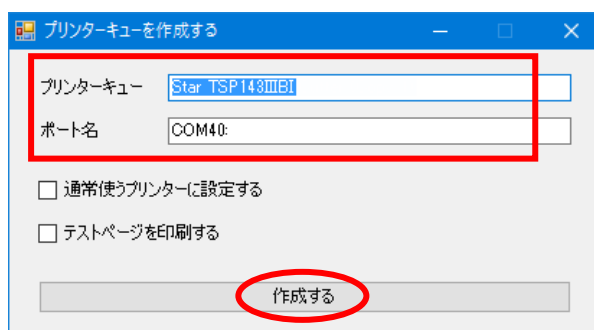 プリンターキューを作成する
プリンターキュー Star TSP143ⅢBI
ポート名 COM40:
通常使うプリンターに設定する
テストページを印刷する
作成する